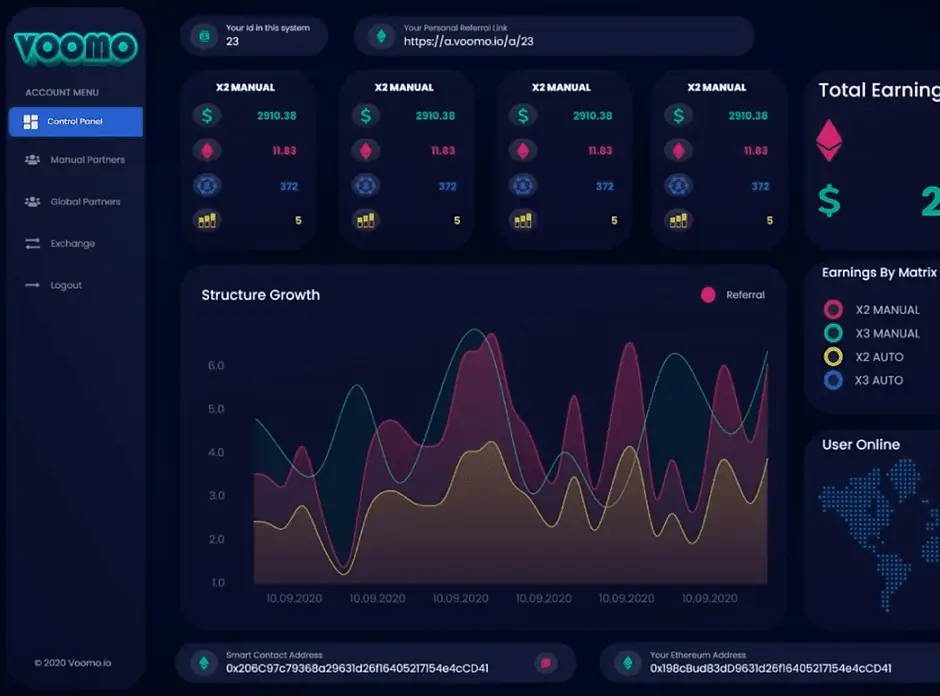 VOOMO
ACCOUNT MENU
Control Panel
Manual Partners
Global Partners
Exchange
Logout
© 2020 Voomo.io
Your Id in this system
23
Your Personal Referral Link
https://a.voomo.io/a/23
X2 MANUAL
$ 2910.38
11.83
372
5
X2 MANUAL
$ 2910.38
11.83
372
5
X2 MANUAL
$ 2910.38
11.83
372
5
X2 MANUAL
$ 2910.38
11.83
372
5
Total Earning
$ 2
Structure Growth
Referral
6.0
5.0
4.0
3.0
2.0
1.0
10.09.2020 10.09.2020 10.09.2020 10.09.2020 10.09.2020 10.09.2020
Earnings By Matrix
X2 MANUAL
X3 MANUAL
X2 AUTO
X3 AUTO
User Online
Smart Contact Address
0x206C97c79368a29631d26f16405217154e4cCD41
Your Ethereum Address
0x198cBud83dD9631d26f16405217154e4cCD41